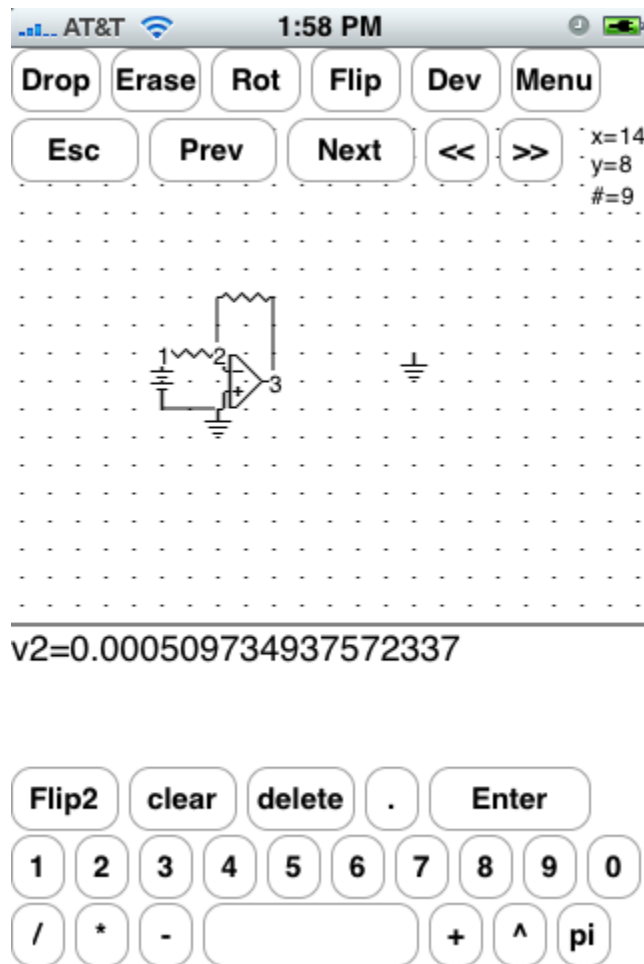 AT&T 1:58 PM
Drop Erase Rot Flip Dev Menu
Esc Prev Next << >> x=14
y=8
#=9
1 2
- 
+ 3
v2=0.000509734937572337
Flip2 clear delete . Enter
1 2 3 4 5 6 7 8 9 0
/ * - + ^ pi